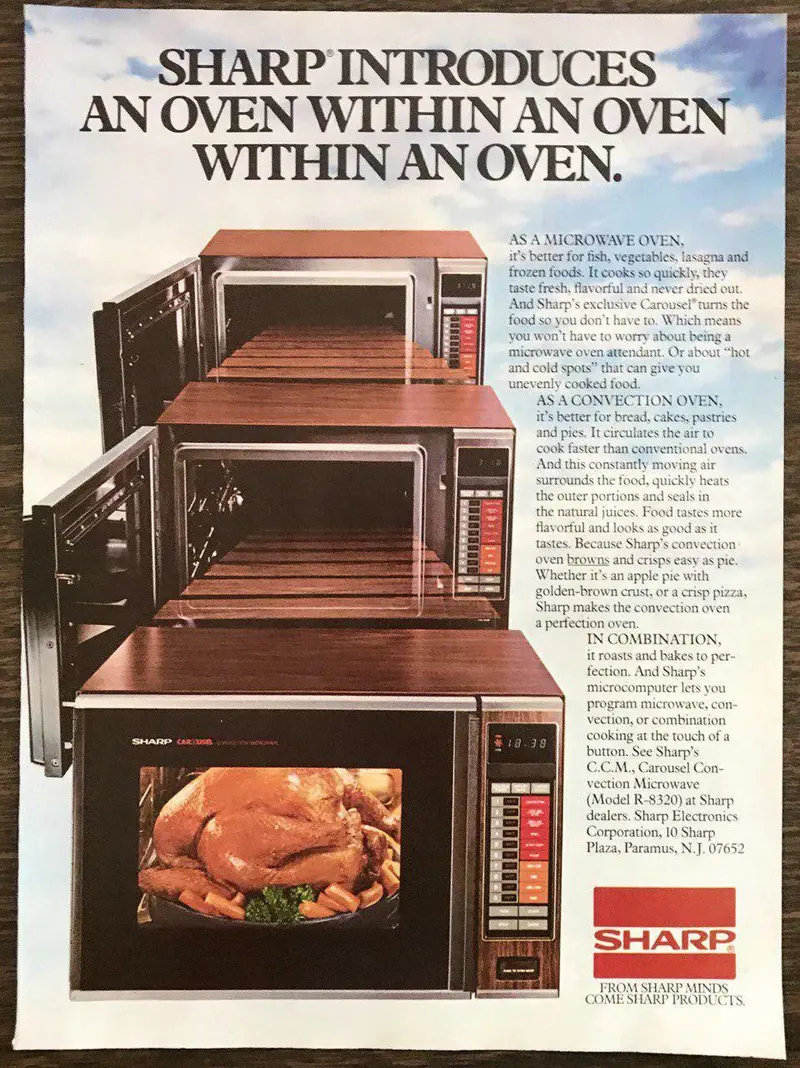 SHARP® INTRODUCES
AN OVEN WITHIN AN OVEN
WITHIN AN OVEN.
AS A MICROWAVE OVEN,
it's better for fish, vegetables, lasagna and
frozen foods. It cooks so quickly, they
taste fresh, flavorful and never dried out.
And Sharp's exclusive Carousel® turns the
food so you don't have to. Which means
you won't have to worry about being a
microwave oven attendant. Or about “hot
and cold spots” that can give you
unevenly cooked food.
AS A CONVECTION OVEN,
it's better for bread, cakes, pastries
and pies. It circulates the air to
cook faster than conventional ovens.
And this constantly moving air
surrounds the food, quickly heats
the outer portions and seals in
the natural juices. Food tastes more
flavorful and looks as good as it
tastes. Because Sharp's convection
oven browns and crisps easy as pie.
Whether it's an apple pie with
golden-brown crust, or a crisp pizza,
Sharp makes the convection oven
a perfection oven.
IN COMBINATION,
it roasts and bakes to per-
fection. And Sharp's
microcomputer lets you
program microwave, con-
vection, or combination
cooking at the touch of a
button. See Sharp's
C.C.M., Carousel Con-
vection Microwave
(Model R-8320) at Sharp
dealers. Sharp Electronics
Corporation, 10 Sharp
Plaza, Paramus, N.J. 07652
SHARP CAROUSEL CONVECTION MICROWAVE
18:38
PUSH TO OPEN DOOR
SHARP®
FROM SHARP MINDS
COME SHARP PRODUCTS.